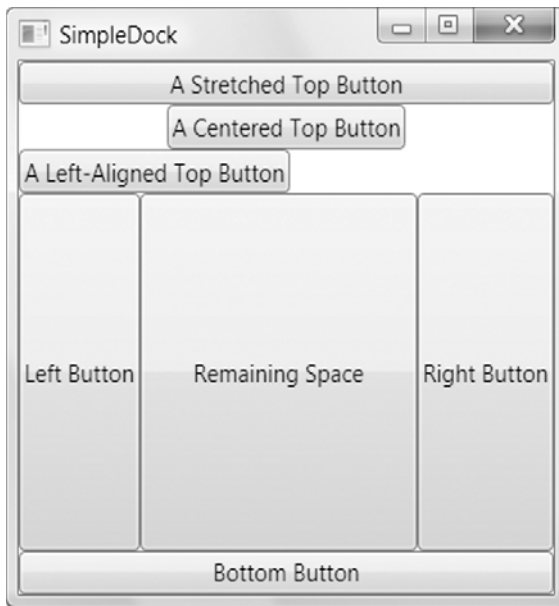 SimpleDock
A Stretched Top Button
A Centered Top Button
A Left-Aligned Top Button
Left Button
Remaining Space
Right Button
Bottom Button